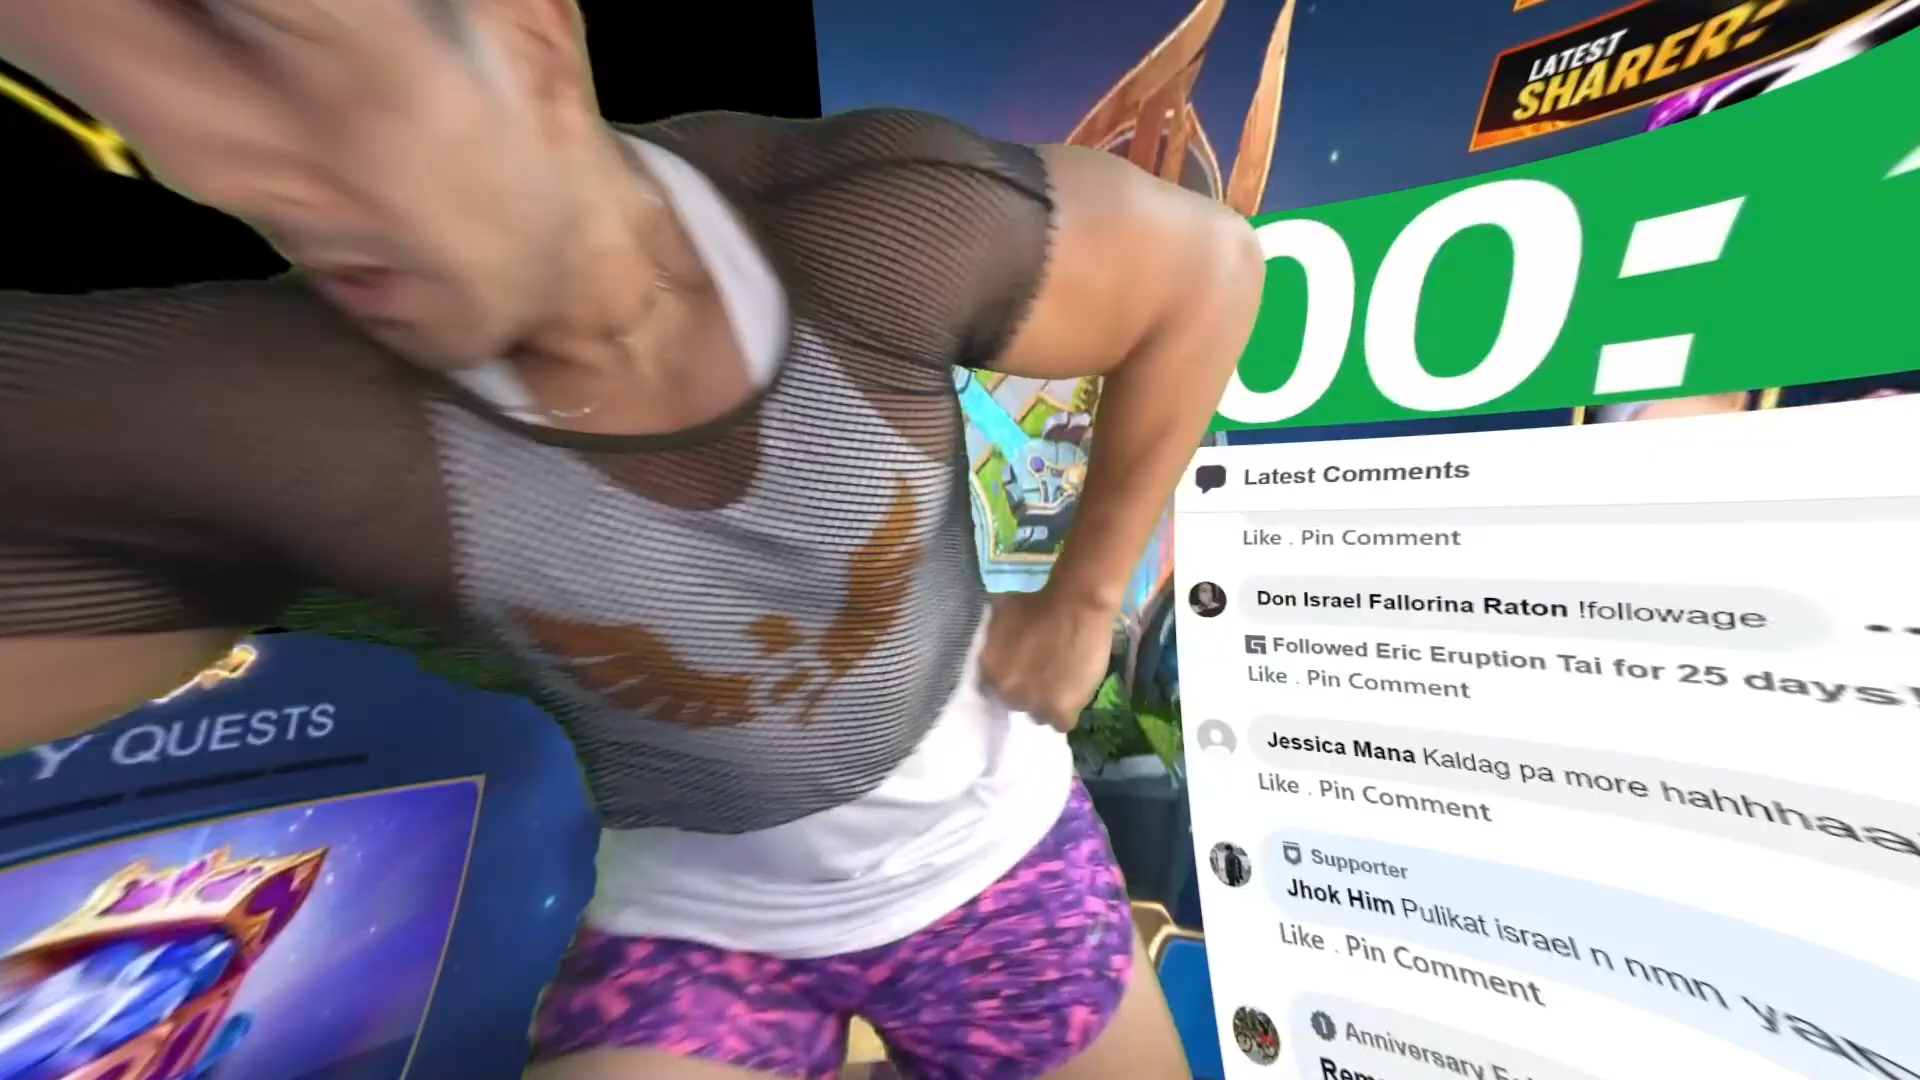 LATEST
SHARER:
00:
Latest Comments
Like . Pin Comment
Don Israel Fallorina Raton !followage
Followed Eric Eruption Tai for 25 days!
Like . Pin Comment
Jessica Mana Kaldag pa more hahhhaa
Like . Pin Comment
Supporter
Jhok Him Pulikat israel n nmn
Like . Pin Comment
Anniversary
Y QUESTS